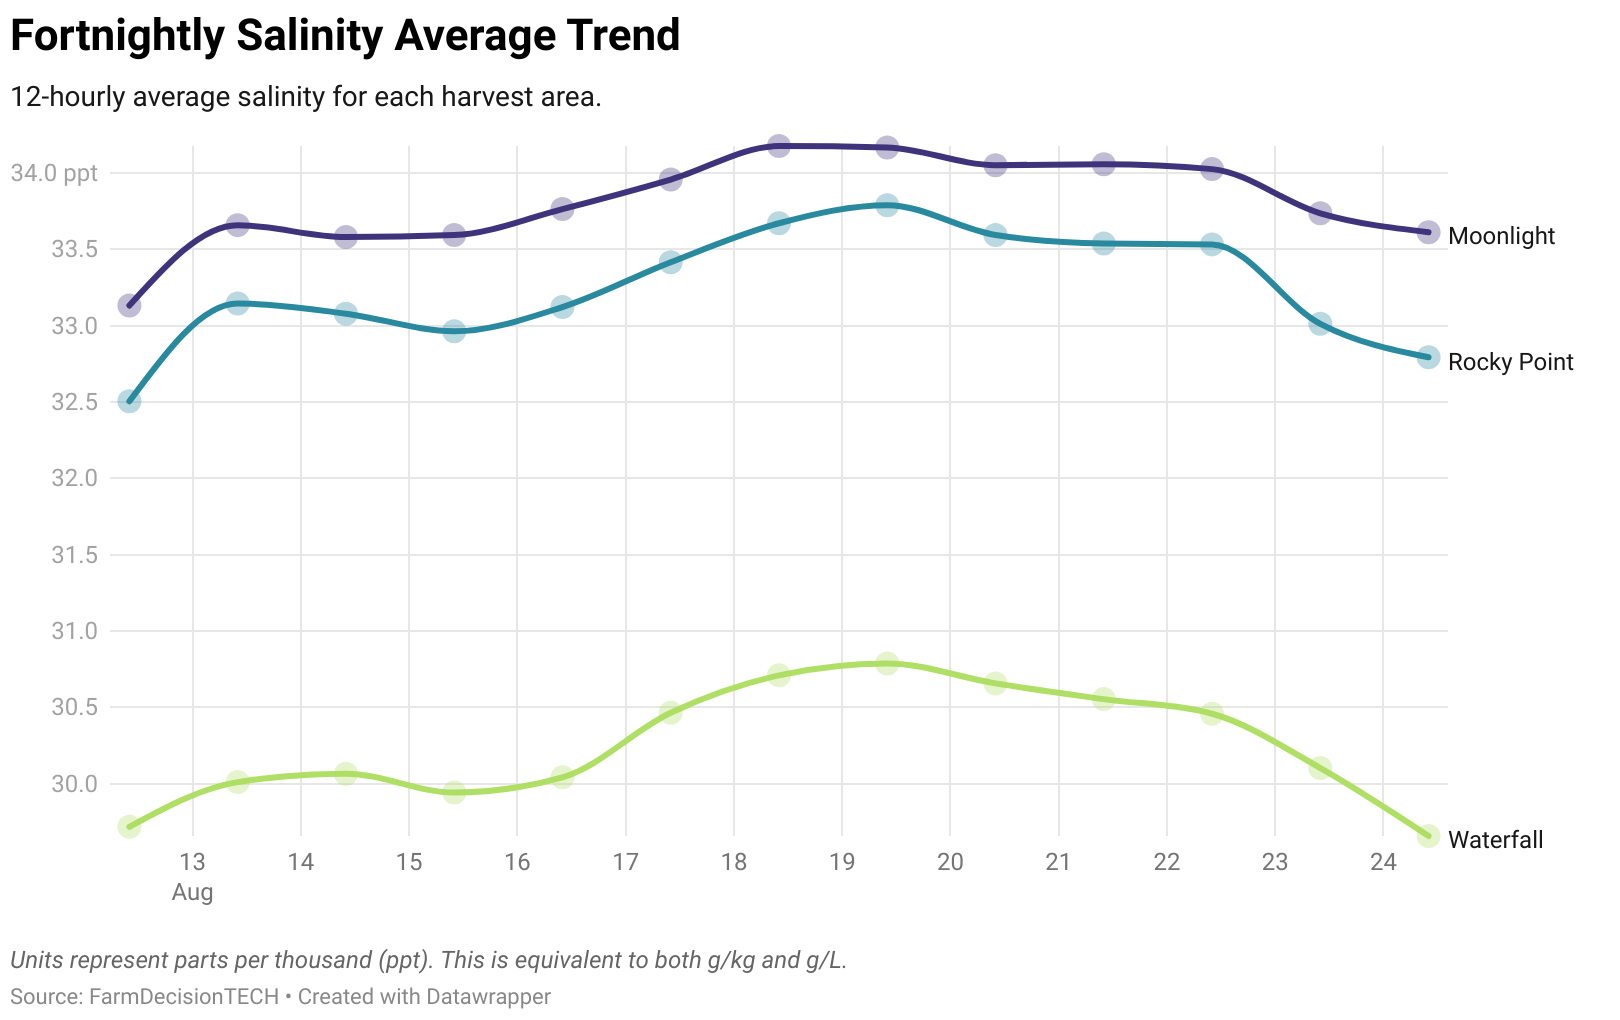 Fortnightly Salinity Average Trend
12-hourly average salinity for each harvest area.
34.0 ppt
33.5
33.0
32.5
32.0
31.5
31.0
30.5
30.0
Moonlight
Rocky Point
Waterfall
13 14 15 16 17 18 19 20 21 22 23 24
Aug
Units represent parts per thousand (ppt). This is equivalent to both g/kg and g/L.
Source: FarmDecisionTECH • Created with Datawrapper